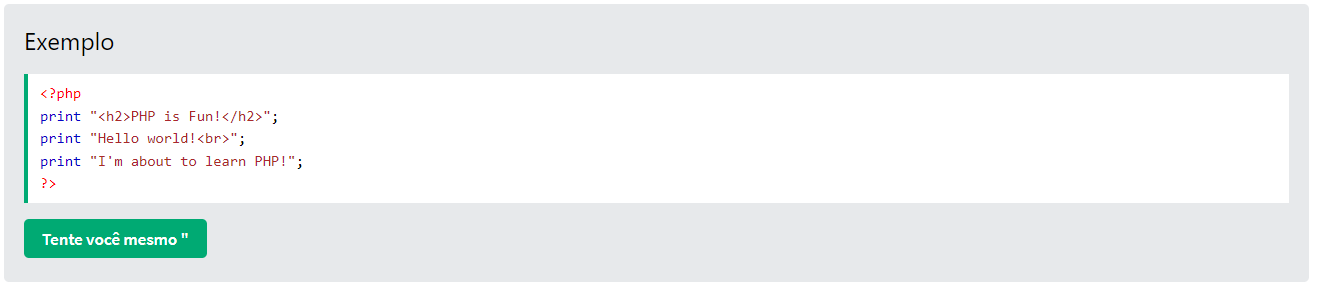 Exemplo
<?php
print "<h2>PHP is Fun!</h2>";
print "Hello world!<br>";
print "I'm about to learn PHP!";
?>
Tente você mesmo "